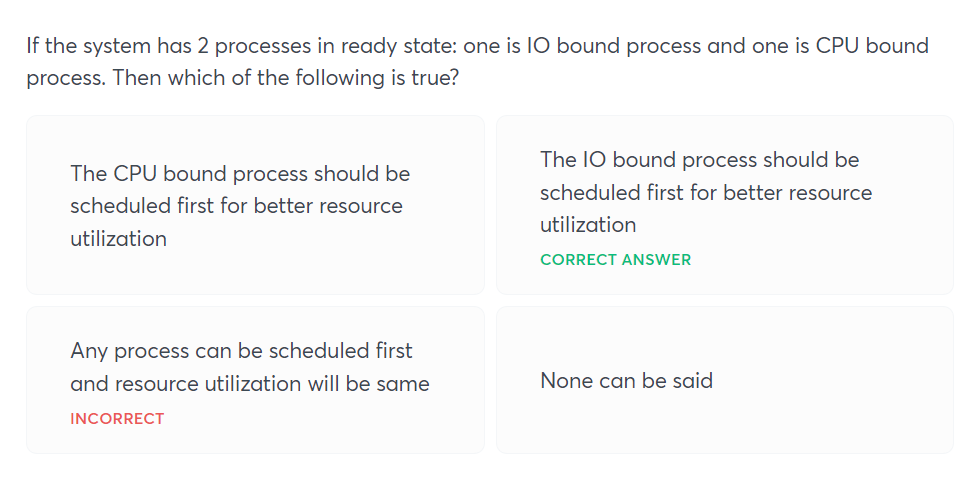 If the system has 2 processes in ready state: one is IO bound process and one is CPU bound
process. Then which of the following is true?
The CPU bound process should be
scheduled first for better resource
utilization
The IO bound process should be
scheduled first for better resource
utilization
CORRECT ANSWER
Any process can be scheduled first
and resource utilization will be same
INCORRECT
None can be said